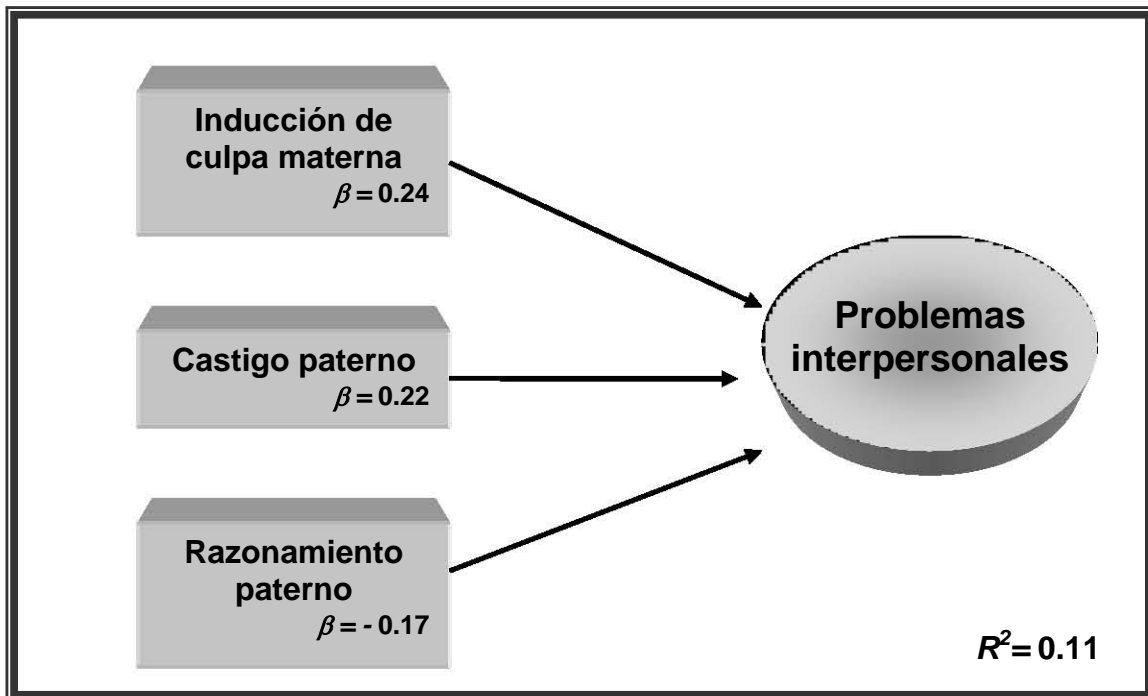 Inducción de
culpa materna
β = 0.24
Castigo paterno
β = 0.22
Razonamiento
paterno
β = - 0.17
Problemas
interpersonales
R²= 0.11